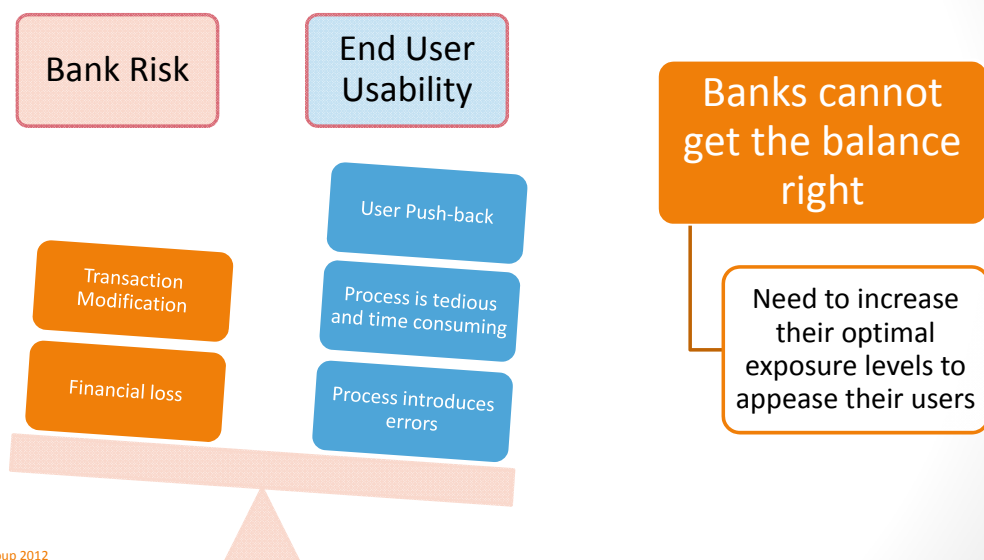 Bank Risk
End User
Usability
User Push-back
Process is tedious
and time consuming
Process introduces
errors
Transaction
Modification
Financial loss
Banks cannot
get the balance
right
Need to increase
their optimal
exposure levels to
appease their users
2012